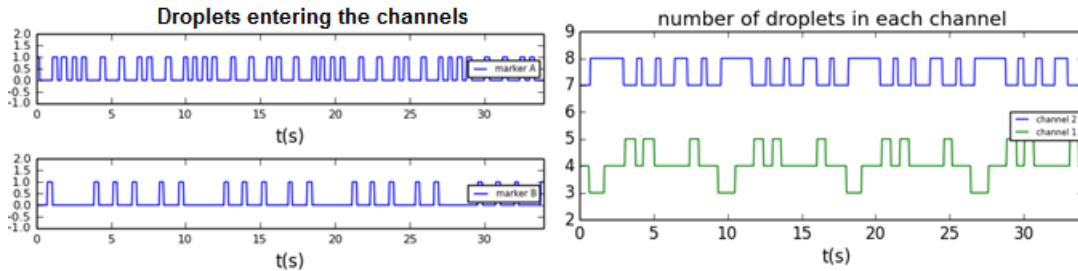 Droplets entering the channels
2.0
1.5
1.0
0.5
0.0
-0.5
-1.0
marker A
0 5 10 15 20 25 30
t(s)
2.0
1.5
1.0
0.5
0.0
-0.5
-1.0
marker B
0 5 10 15 20 25 30
t(s)
number of droplets in each channel
9
8
7
6
5
4
3
2
channel 2
channel 1
0 5 10 15 20 25 30
t(s)